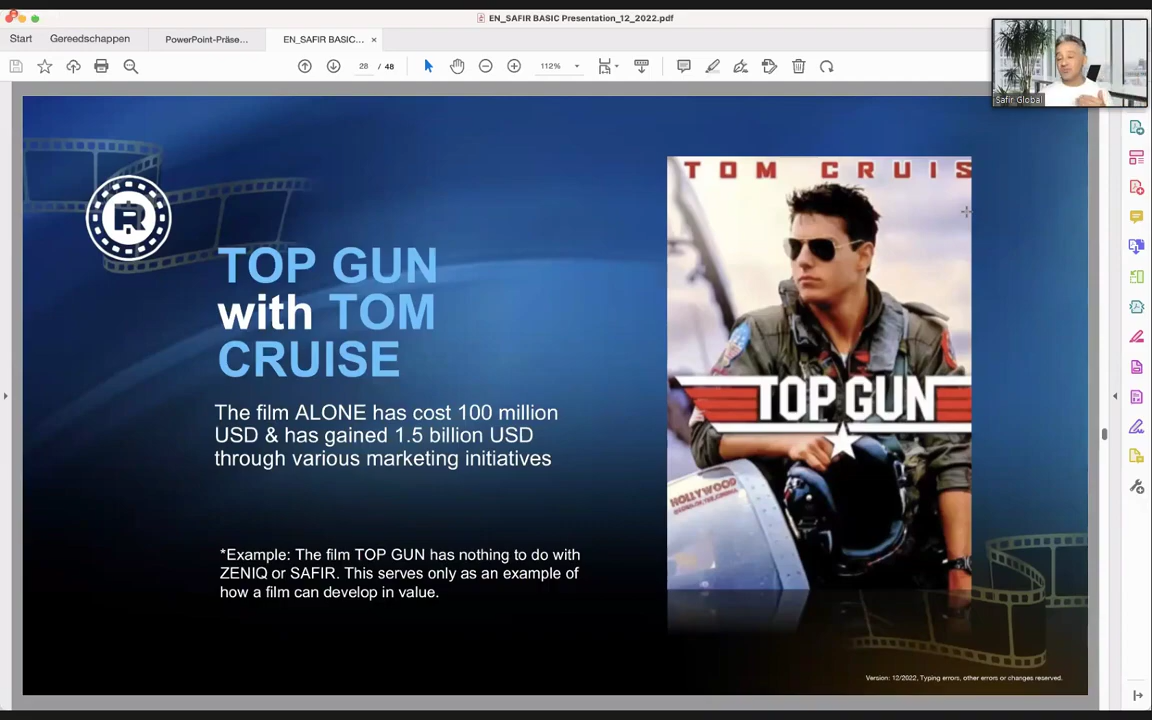 EN_SAFIR BASIC Presentation_12_2022.pdf
Start
Gereedschappen
PowerPoint-Präse...
EN_SAFIR BASIC... ×
28 / 48
112%
Safir Global
R
TOM CRUIS
TOP GUN
with TOM
CRUISE
The film ALONE has cost 100 million
USD & has gained 1.5 billion USD
through various marketing initiatives
TOP GUN
HOLLYWOOD
*Example: The film TOP GUN has nothing to do with
ZENIQ or SAFIR. This serves only as an example of
how a film can develop in value.
Version: 12/2022, Typing errors, other errors or changes reserved.